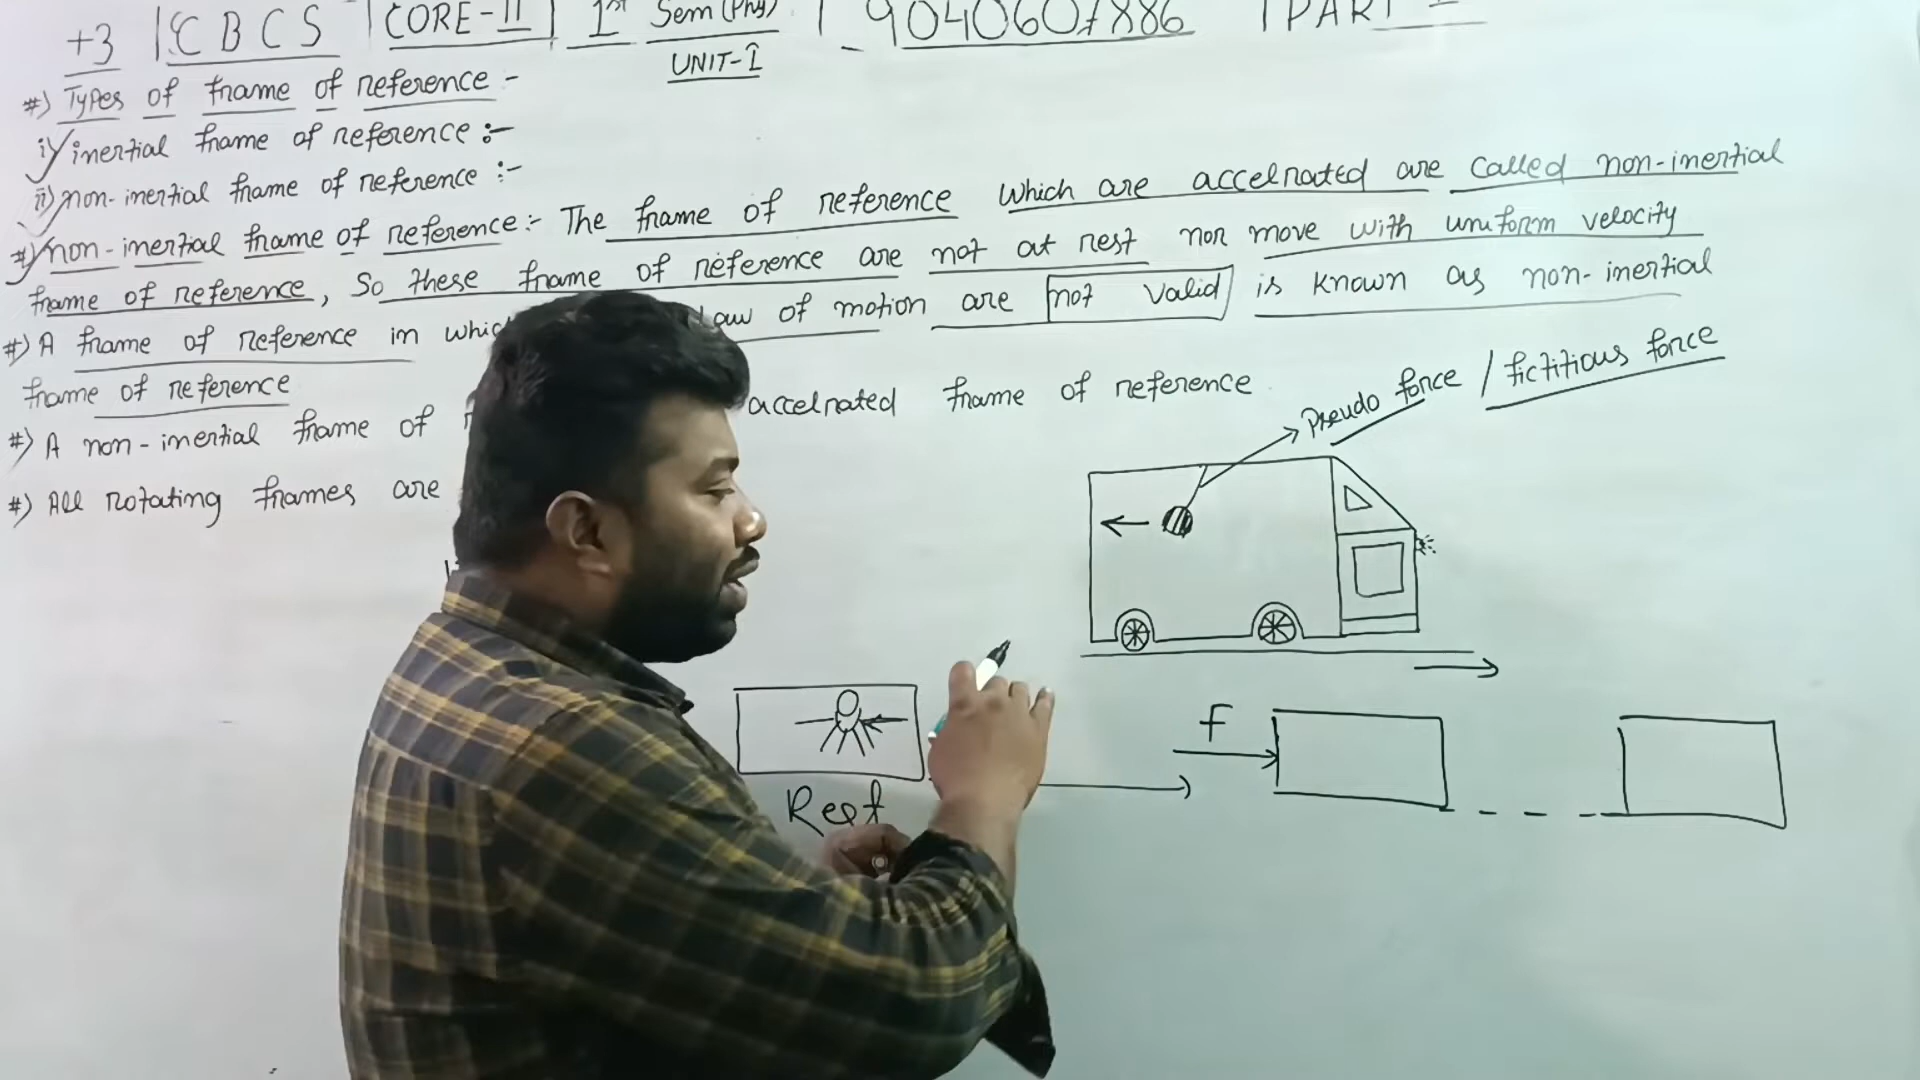 +3 | CBCS | CORE-II | 1st Sem (Phy) | 9040607886 | PART
UNIT-I
#) Types of frame of reference :-
i) inertial frame of reference :-
ii) non-inertial frame of reference :-
#) non-inertial frame of reference :- The frame of reference which are accelrated are called non-inertial
frame of reference, So these frame of reference are not at rest nor move with uniform velocity
#) A frame of reference in which law of motion are not valid is known as non-inertial
frame of reference
#) A non-inertial frame of accelrated frame of reference
#) All rotating frames are
Pseudo force / fictitious force
F
Rest